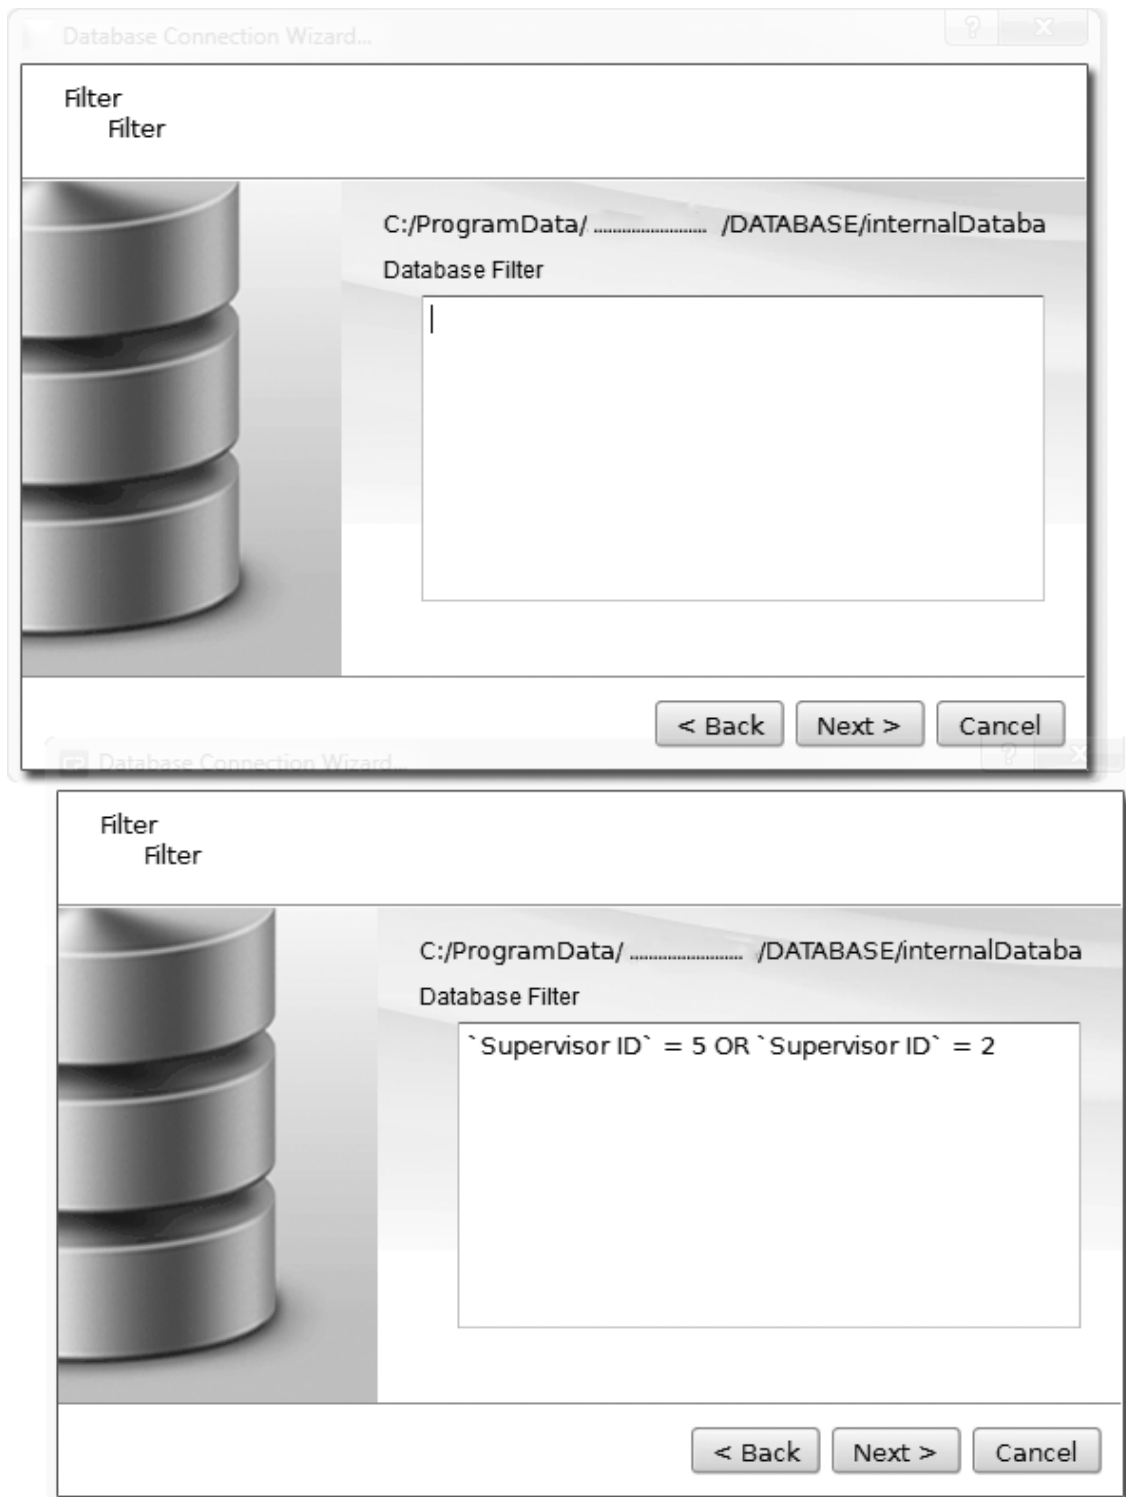 Database Connection Wizard...
Filter
Filter
C:/ProgramData/ ........................ /DATABASE/internalDataba
Database Filter
< Back Next > Cancel
Database Connection Wizard...
Filter
Filter
C:/ProgramData/ ........................ /DATABASE/internalDataba
Database Filter
`Supervisor ID` = 5 OR `Supervisor ID` = 2
< Back Next > Cancel